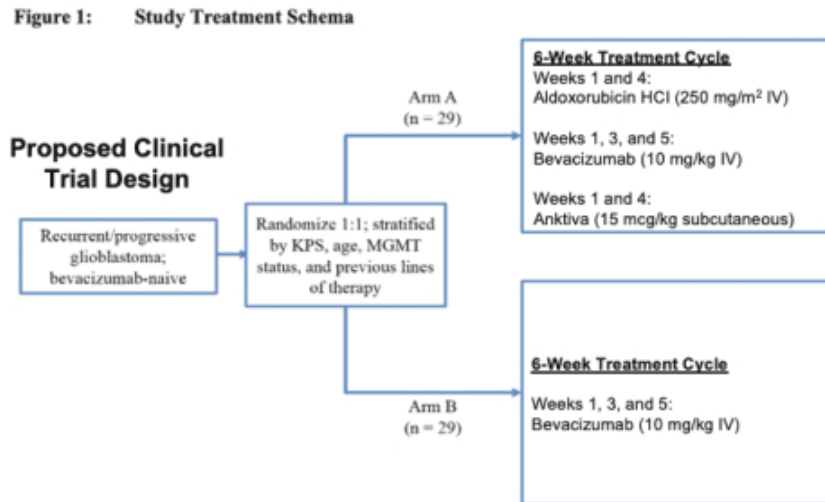 Figure 1: Study Treatment Schema
Proposed Clinical
Trial Design
Recurrent/progressive
glioblastoma;
bevacizumab-naive
Randomize 1:1; stratified
by KPS, age, MGMT
status, and previous lines
of therapy
Arm A
(n = 29)
6-Week Treatment Cycle
Weeks 1 and 4:
Aldoxorubicin HCl (250 mg/m² IV)
Weeks 1, 3, and 5:
Bevacizumab (10 mg/kg IV)
Weeks 1 and 4:
Anktiva (15 mcg/kg subcutaneous)
Arm B
(n = 29)
6-Week Treatment Cycle
Weeks 1, 3, and 5:
Bevacizumab (10 mg/kg IV)